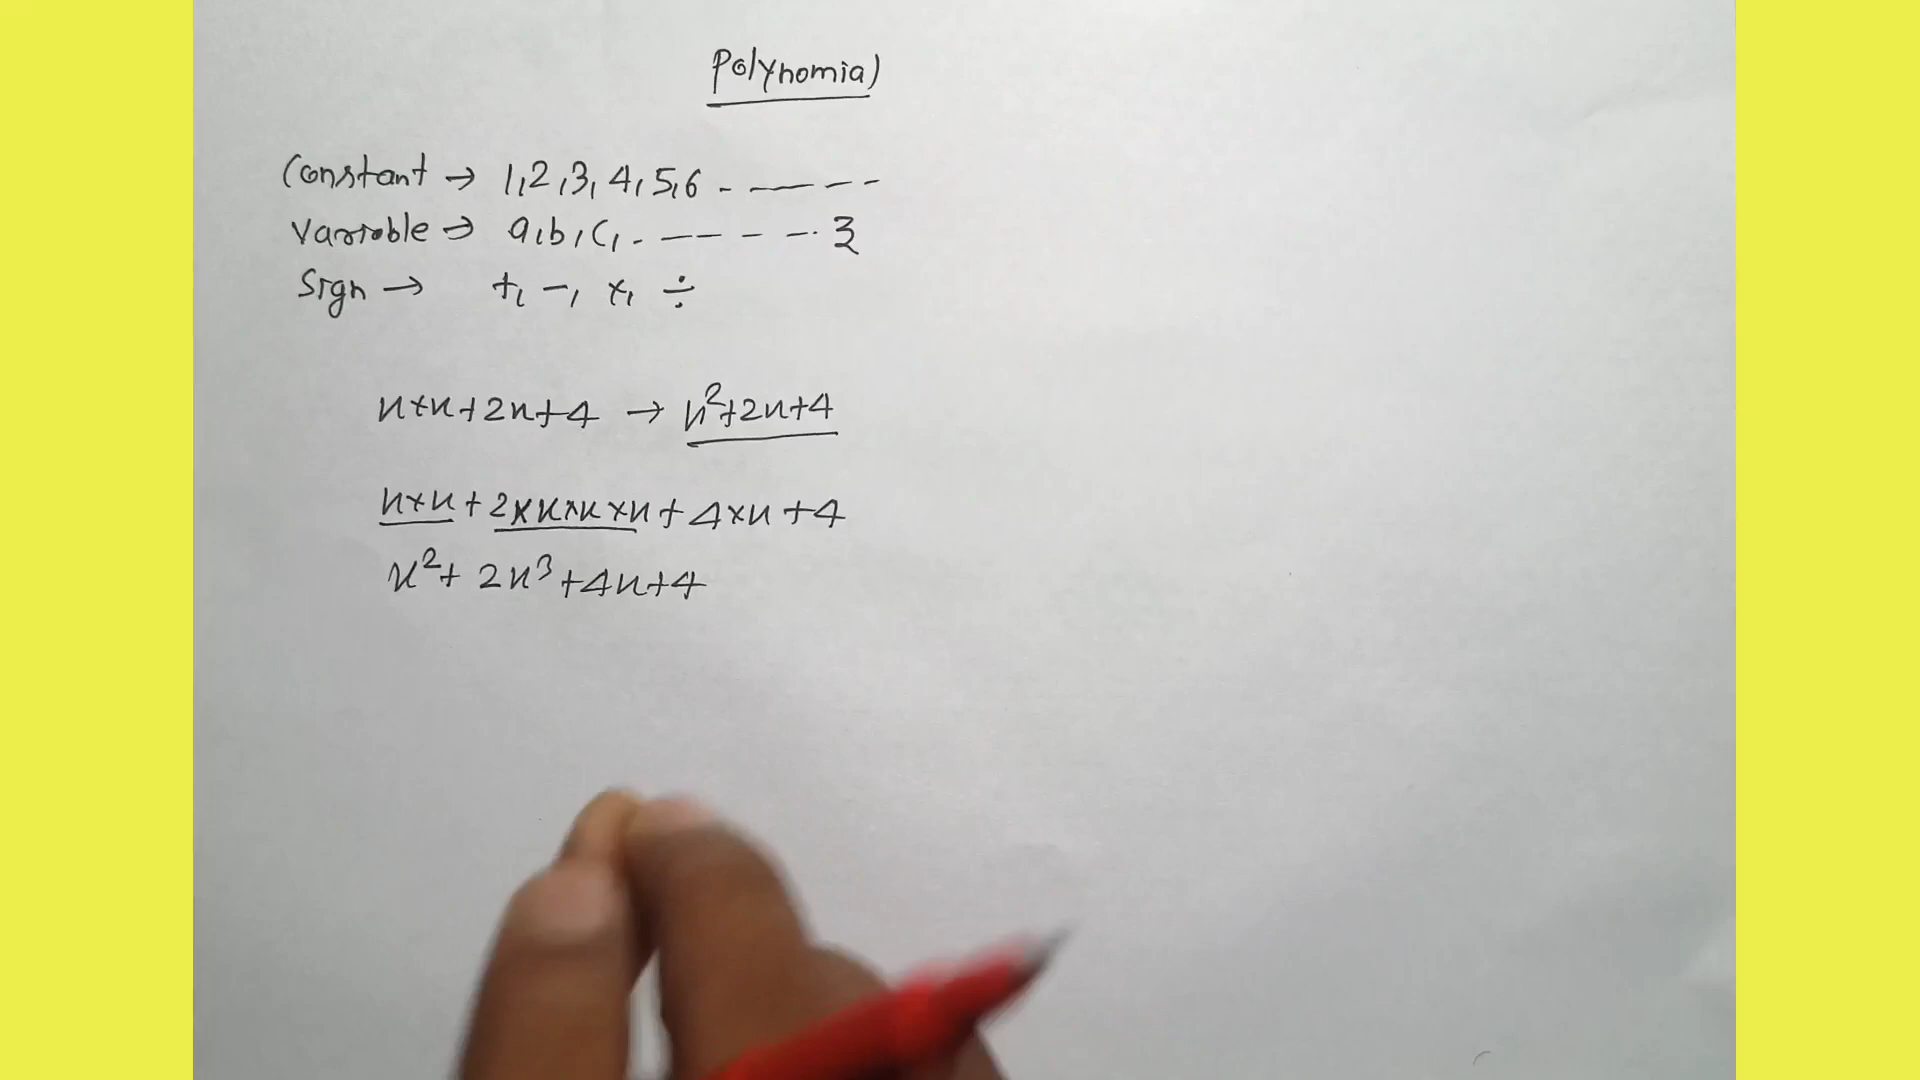 Polynomial
Constant → 1,2,3,4,5,6 - — - - -
Variable → a,b,c, - — - - - z
Sign → +, -, ×, ÷
x×x+2x+4 → x²+2x+4
x×x+2×x×x×x+4×x+4
x²+2x³+4x+4